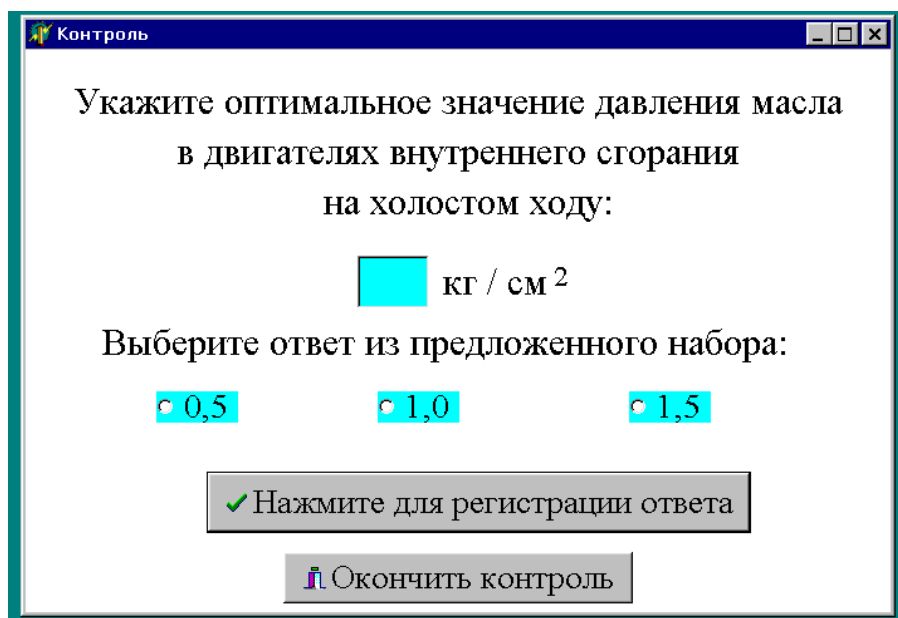 Контроль
Укажите оптимальное значение давления масла
в двигателях внутреннего сгорания
на холостом ходу:
кг / см 2
Выберите ответ из предложенного набора:
0,5 1,0 1,5
Нажмите для регистрации ответа
Окончить контроль